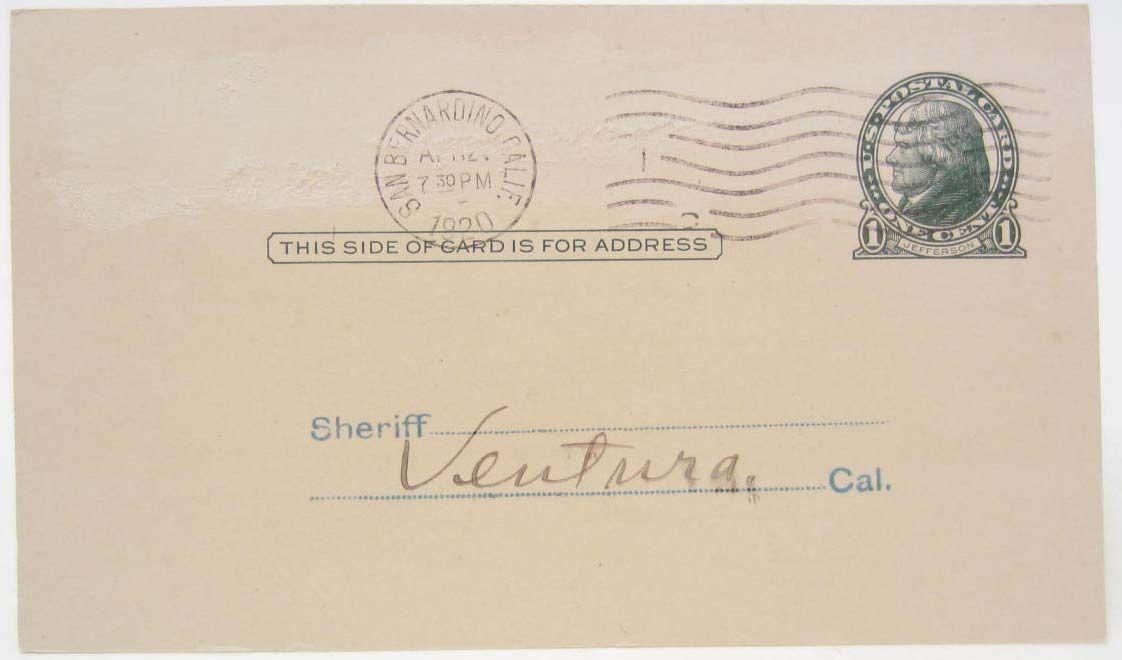 SAN BERNARDINO, CALIF.
7 30 PM
1920
U.S. POSTAL CARD
ONE CENT
1 JEFFERSON 1
THIS SIDE OF CARD IS FOR ADDRESS
Sheriff
Ventura, Cal.